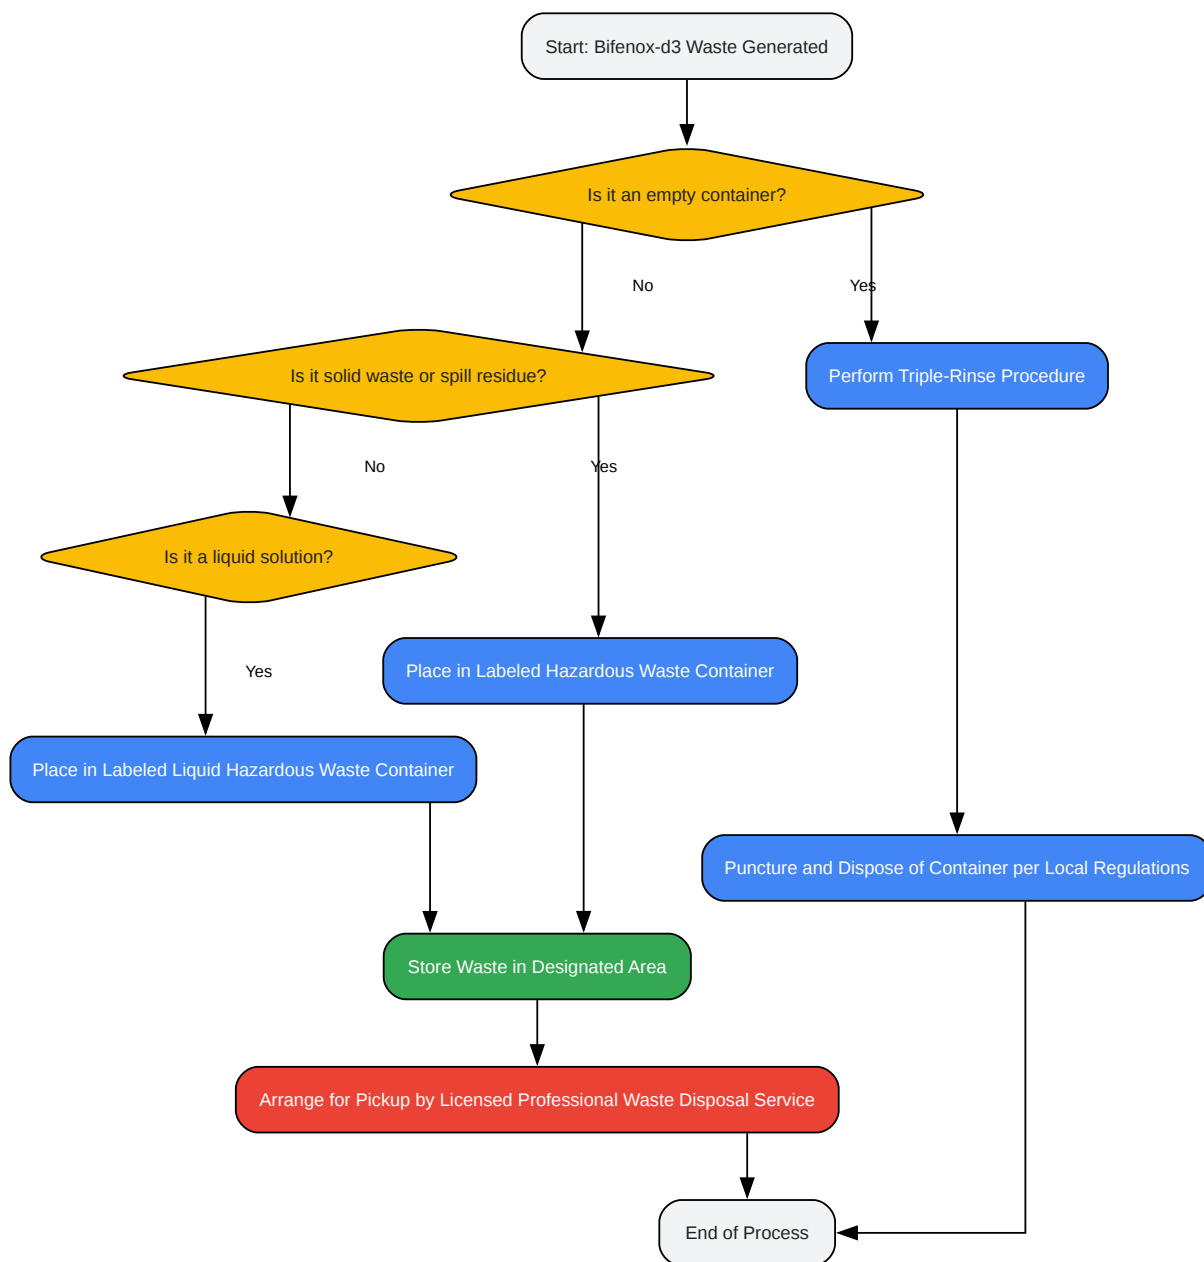 Start: Bifenox-d3 Waste Generated
Is it an empty container?
No
Yes
Is it solid waste or spill residue?
Perform Triple-Rinse Procedure
No
Yes
Is it a liquid solution?
Yes
Place in Labeled Hazardous Waste Container
Place in Labeled Liquid Hazardous Waste Container
Puncture and Dispose of Container per Local Regulations
Store Waste in Designated Area
Arrange for Pickup by Licensed Professional Waste Disposal Service
End of Process